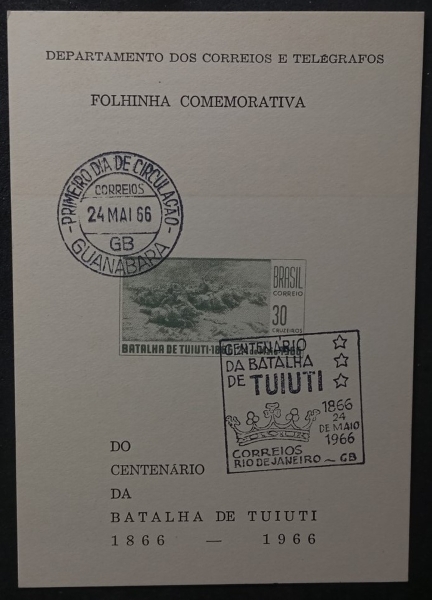 DEPARTAMENTO DOS CORREIOS E TELÉGRAFOS
FOLHINHA COMEMORATIVA
- PRIMEIRO DIA DE CIRCULAÇÃO -
CORREIOS
24 MAI 66
GB
GUANABARA
BRASIL
CORREIO
30
CRUZEIROS
BATALHA DE TUIUTI·1866 1966
CENTENÁRIO
DA BATALHA
DE TUIUTI
1866
24
DE MAIO
1966
CORREIOS
RIO DE JANEIRO - GB
DO
CENTENÁRIO
DA
BATALHA DE TUIUTI
1866 — 1966